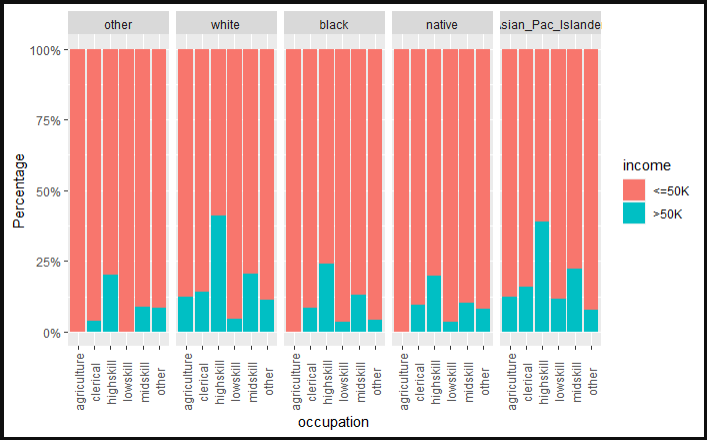 other white black native Asian_Pac_Islande
100%
75%
50%
25%
0%
Percentage
agriculture clerical highskill lowskill midskill other agriculture clerical highskill lowskill midskill other agriculture clerical highskill lowskill midskill other agriculture clerical highskill lowskill midskill other agriculture clerical highskill lowskill midskill other
occupation
income
<=50K
>50K